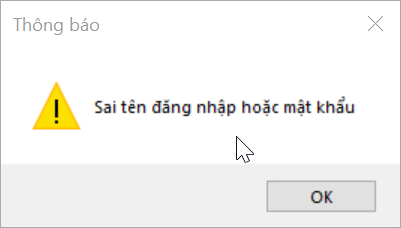 Thông báo
Sai tên đăng nhập hoặc mật khẩu
OK